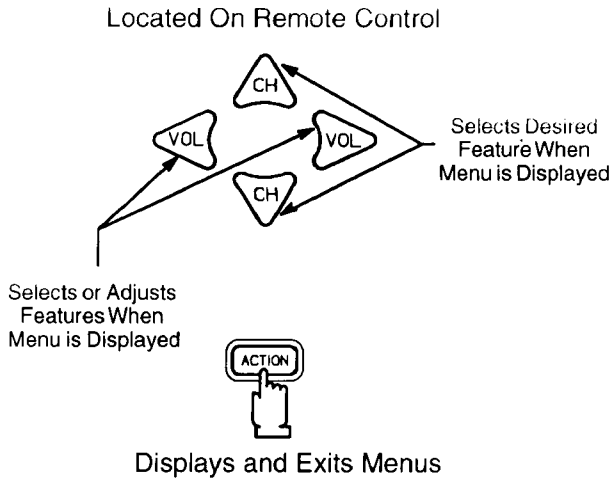 Located On Remote Control
CH
VOL
VOL
CH
Selects Desired
Feature When
Menu is Displayed
Selects or Adjusts
Features When
Menu is Displayed
ACTION
Displays and Exits Menus